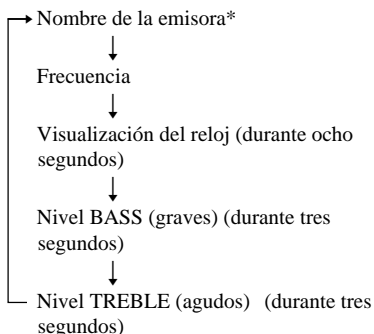 Nombre de la emisora*
Frecuencia
Visualización del reloj (durante ocho
segundos)
Nivel BASS (graves) (durante tres
segundos)
Nivel TREBLE (agudos) (durante tres
segundos)